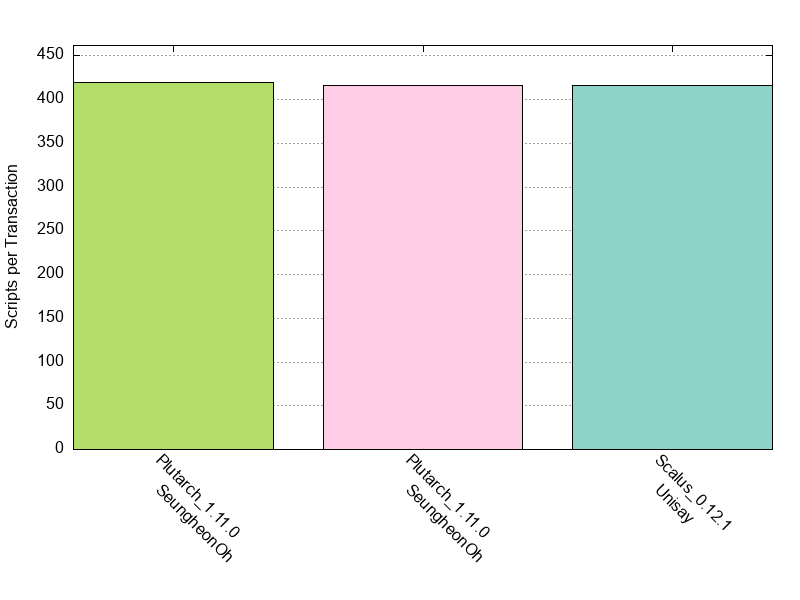 450
400
350
300
250
200
150
100
50
0
Scripts per Transaction
Plutarch_1.11.0
SeungheonOh
Plutarch_1.11.0
SeungheonOh
Scalus_0.12.1
Unisay